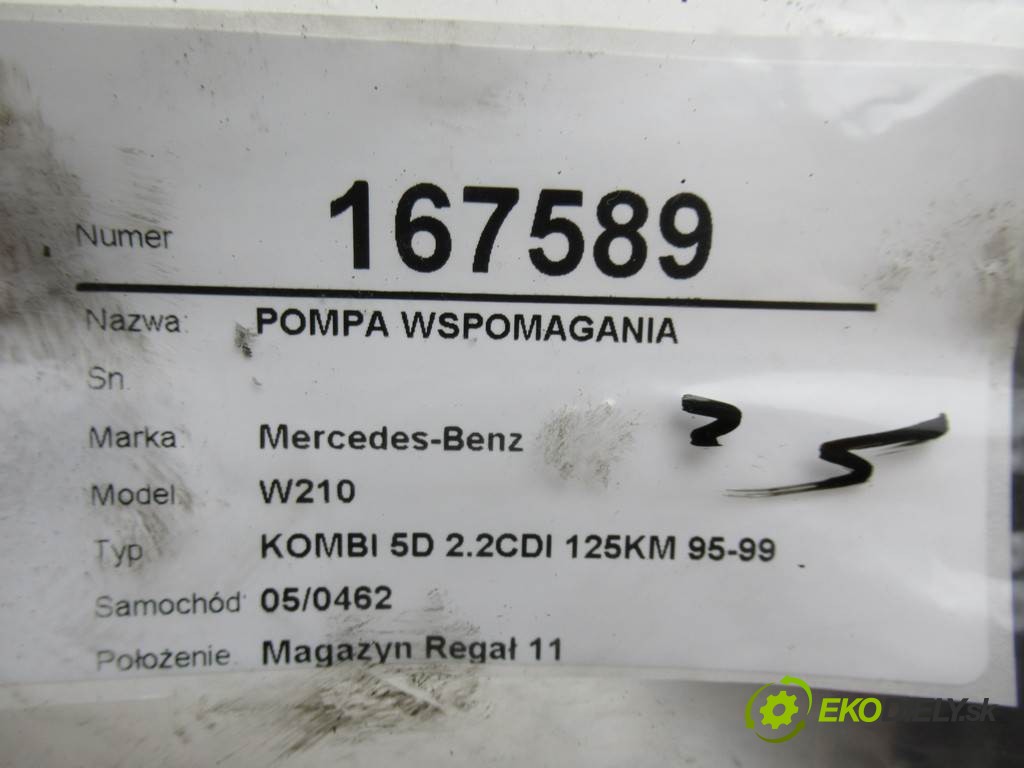 Numer 167589
Nazwa: POMPA WSPOMAGANIA
Sn.
Marka: Mercedes-Benz
Model: W210
Typ KOMBI 5D 2.2CDI 125KM 95-99
Samochód: 05/0462
Położenie: Magazyn Regał 11
EKODIELY.sk